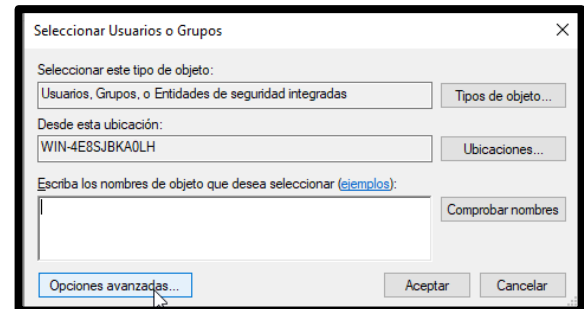 Seleccionar Usuarios o Grupos
Seleccionar este tipo de objeto:
Usuarios, Grupos, o Entidades de seguridad integradas
Tipos de objeto...
Desde esta ubicación:
WIN-4E8SJBKA0LH
Ubicaciones...
Escriba los nombres de objeto que desea seleccionar (ejemplos):
Comprobar nombres
Opciones avanzadas...
Aceptar
Cancelar